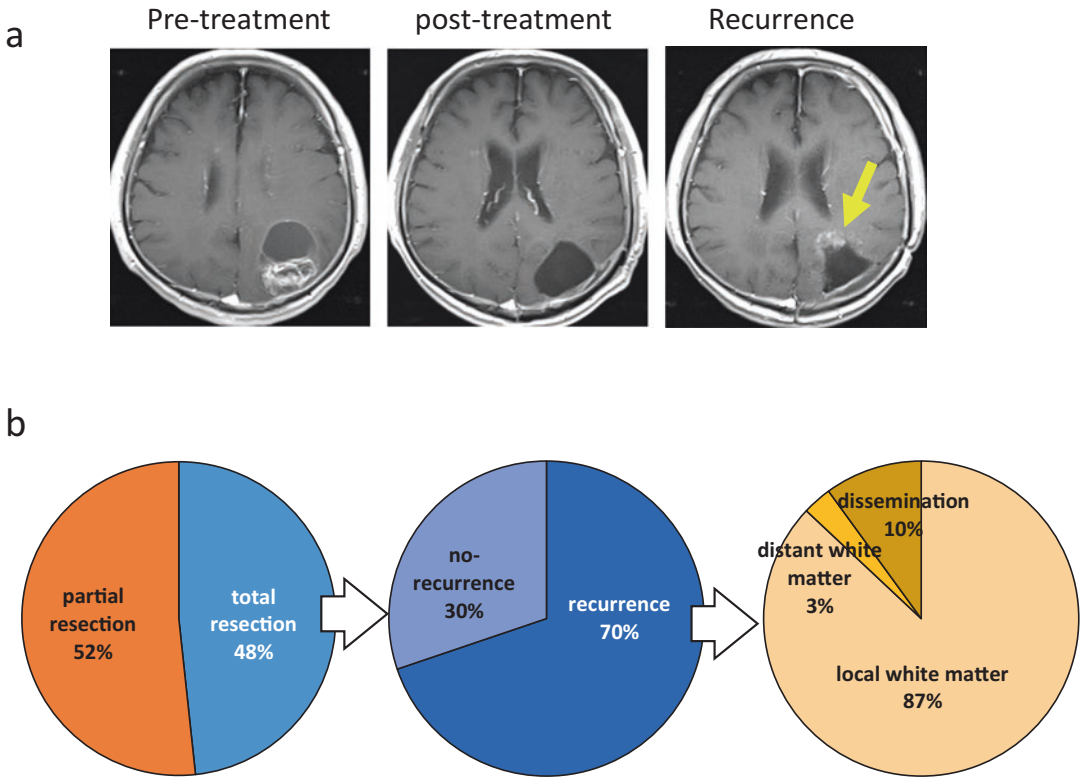 a
Pre-treatment
post-treatment
Recurrence
b
partial
resection
52%
total
resection
48%
no-
recurrence
30%
recurrence
70%
dissemination
10%
distant white
matter
3%
local white matter
87%